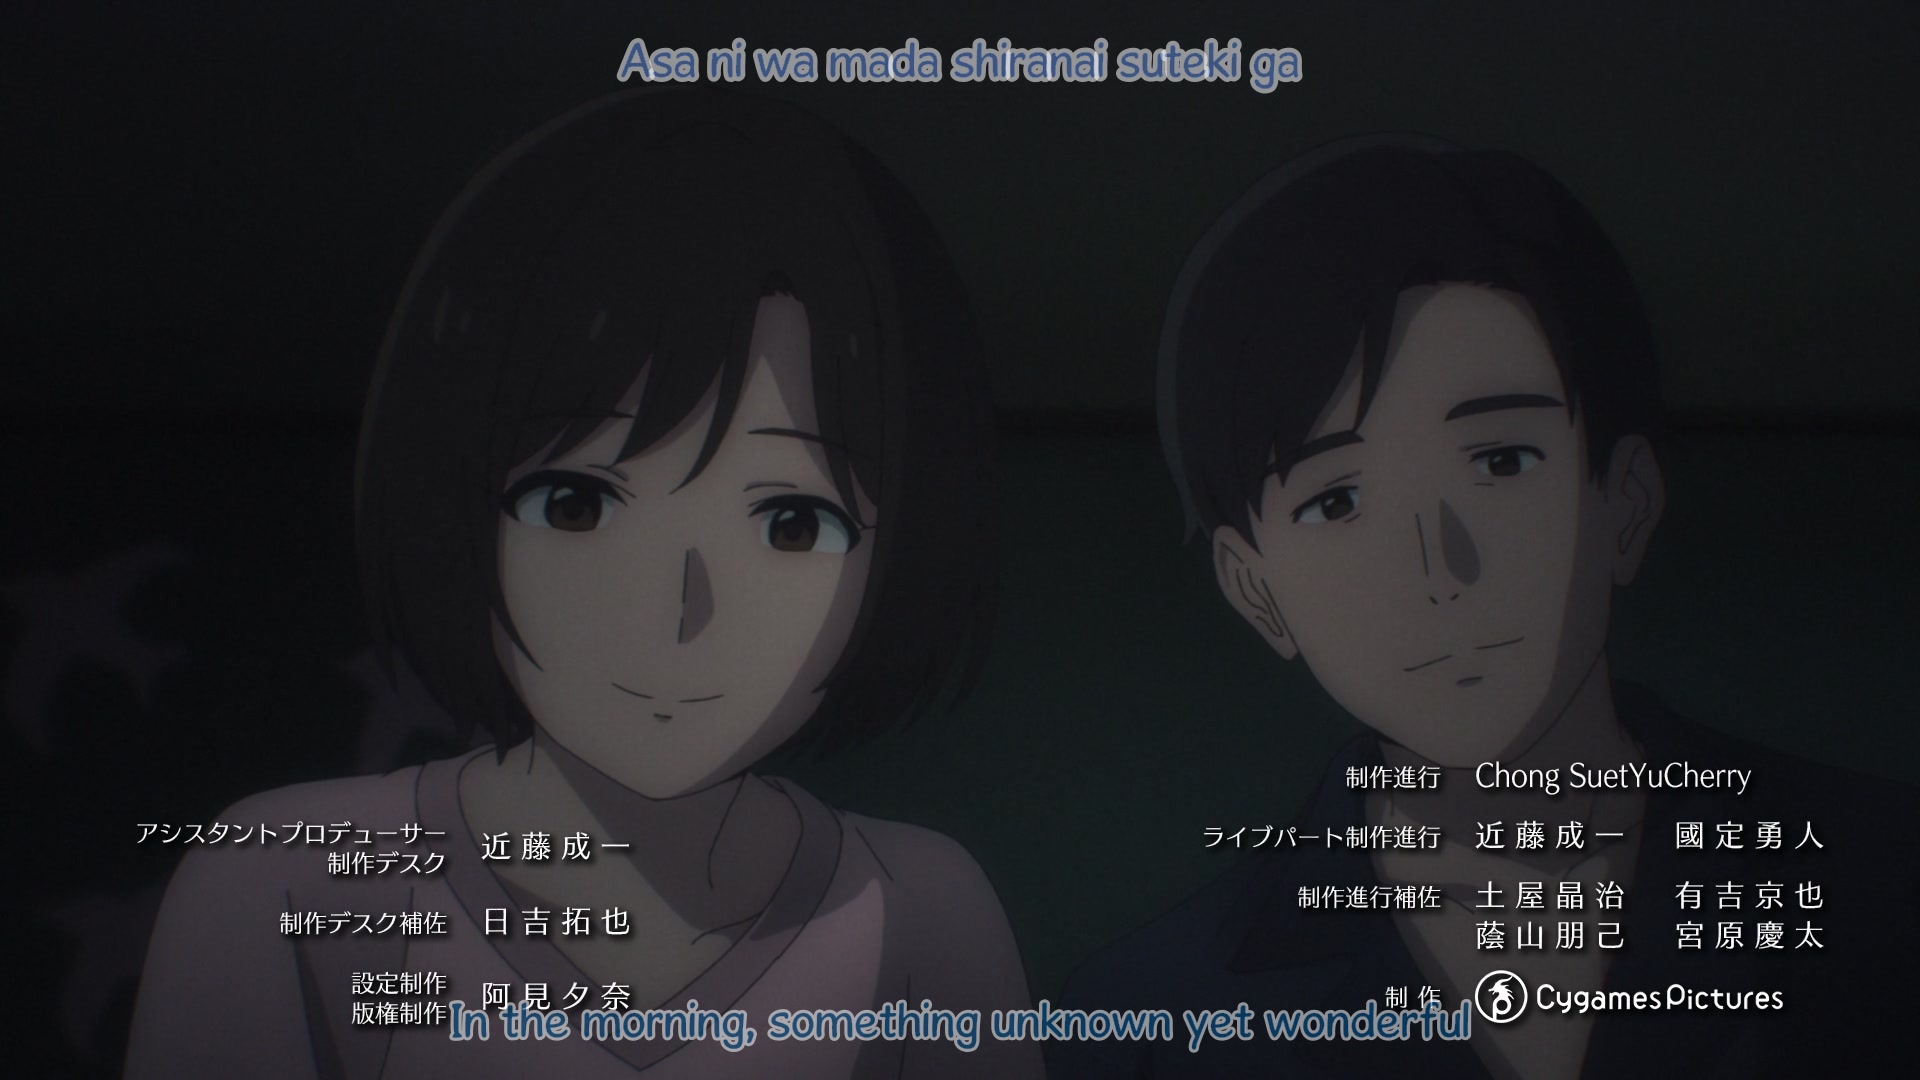 Asa ni wa mada shiranai suteki ga
アシスタントプロデューサー
制作デスク
近藤成一
制作デスク補佐 日吉拓也
設定制作
版権制作
阿見夕奈
制作進行 Chong SuetYuCherry
ライブパート制作進行 近藤成一 國定勇人
制作進行補佐 土屋晶治 有吉京也
蔭山朋己 宮原慶太
制作 CygamesPictures
In the morning, something unknown yet wonderful